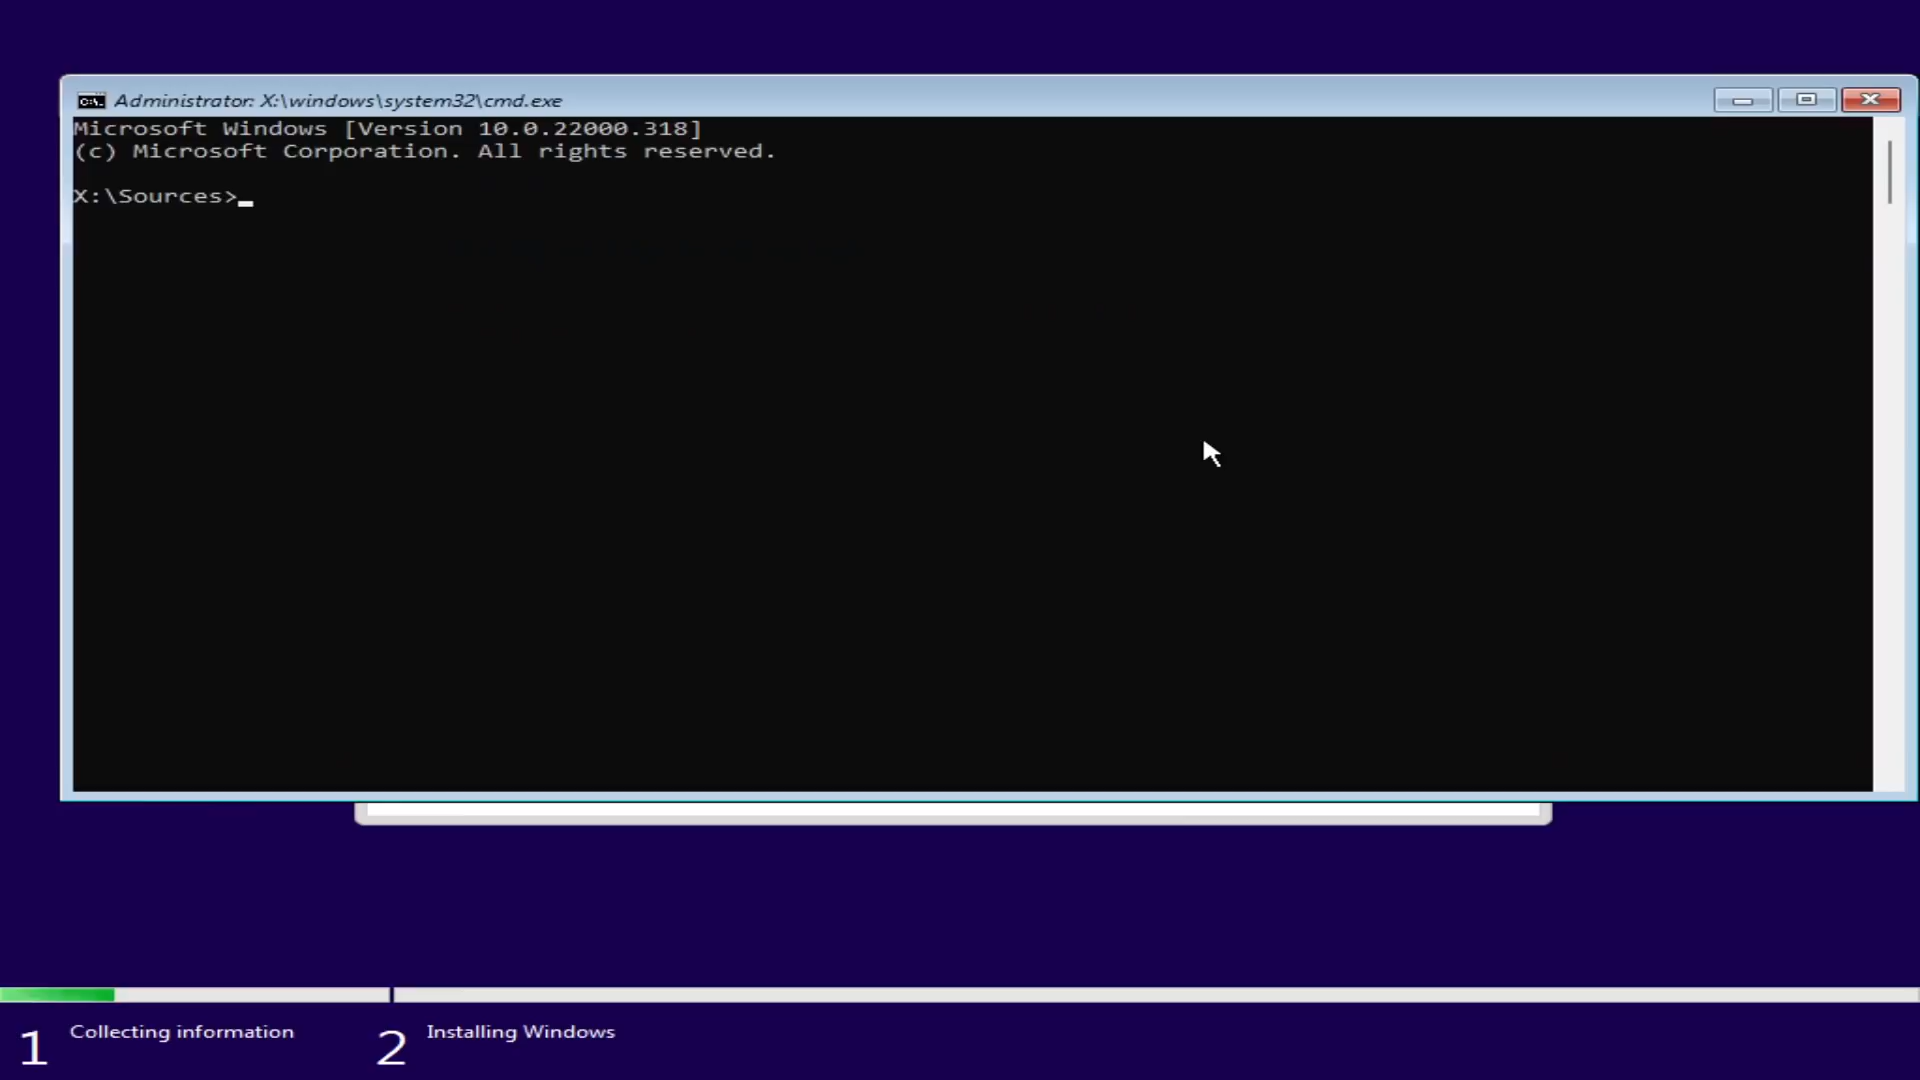 Administrator: X:\windows\system32\cmd.exe
Microsoft Windows [Version 10.0.22000.318]
(c) Microsoft Corporation. All rights reserved.
X:\Sources>
1 Collecting information
2 Installing Windows